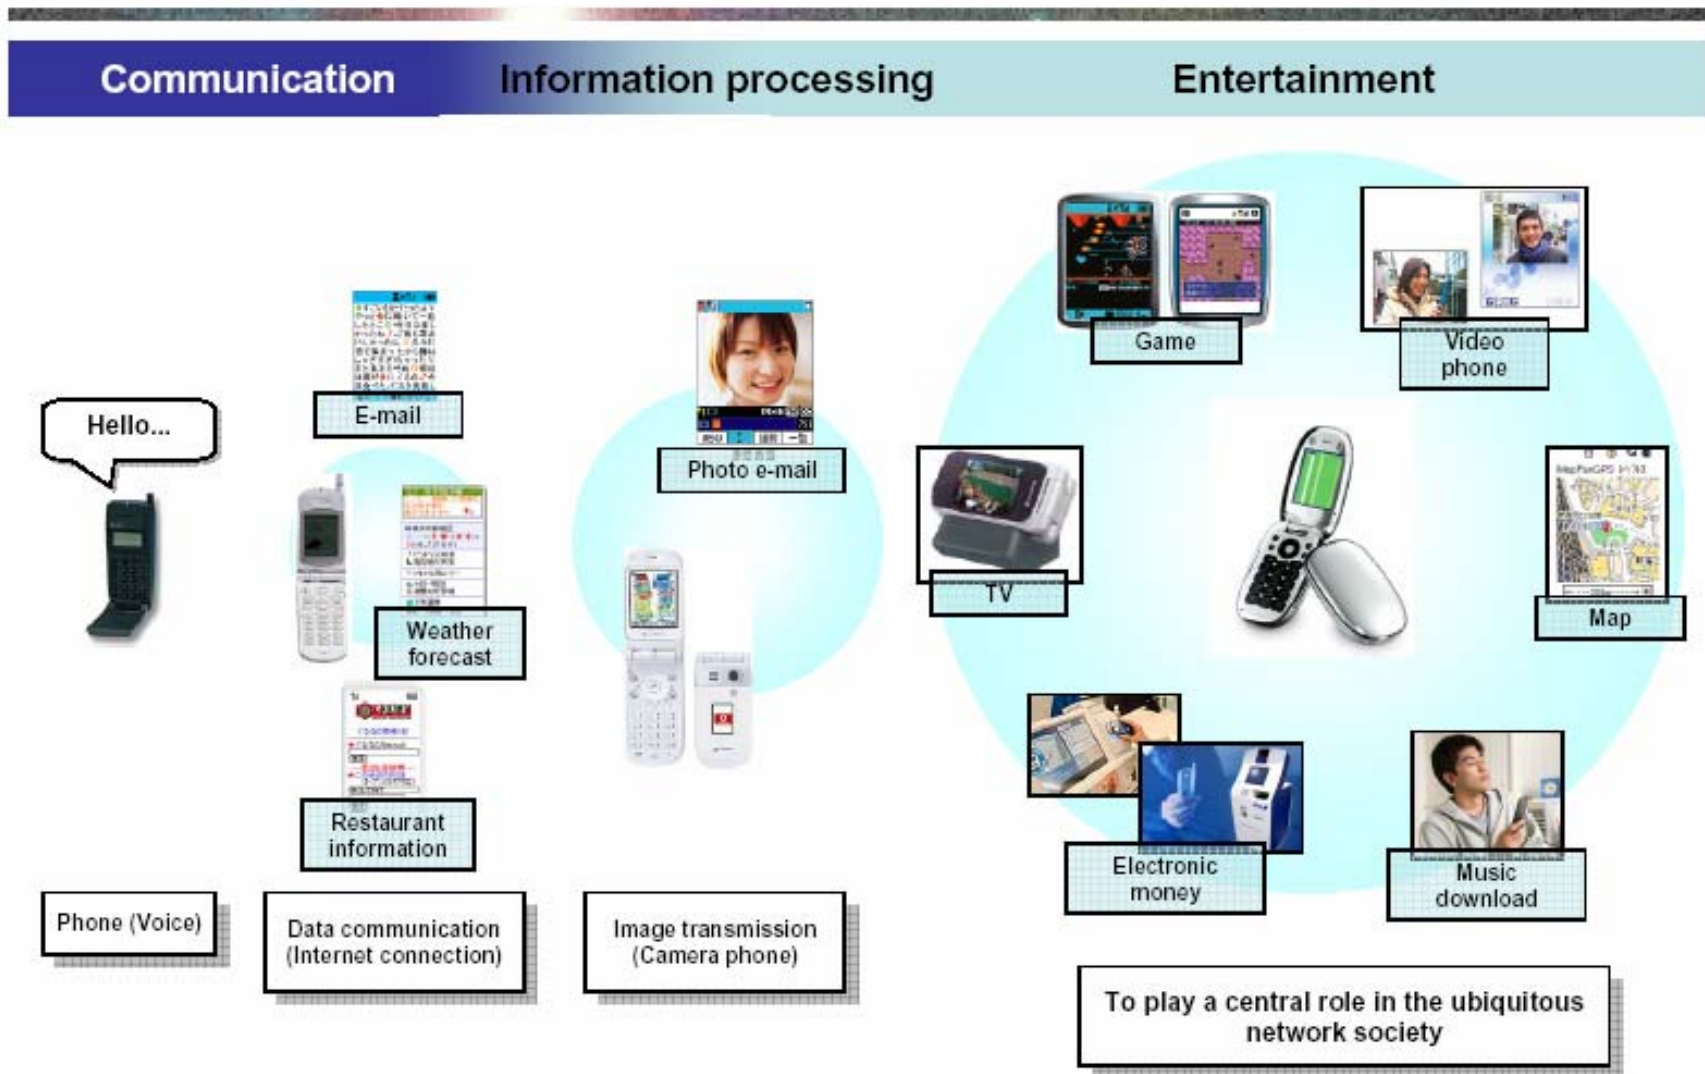 Communication
Information processing
Entertainment
Hello...
E-mail
Weather
forecast
Restaurant
information
Photo e-mail
Game
Video
phone
TV
Map
Electronic
money
Music
download
Phone (Voice)
Data communication
(Internet connection)
Image transmission
(Camera phone)
To play a central role in the ubiquitous
network society